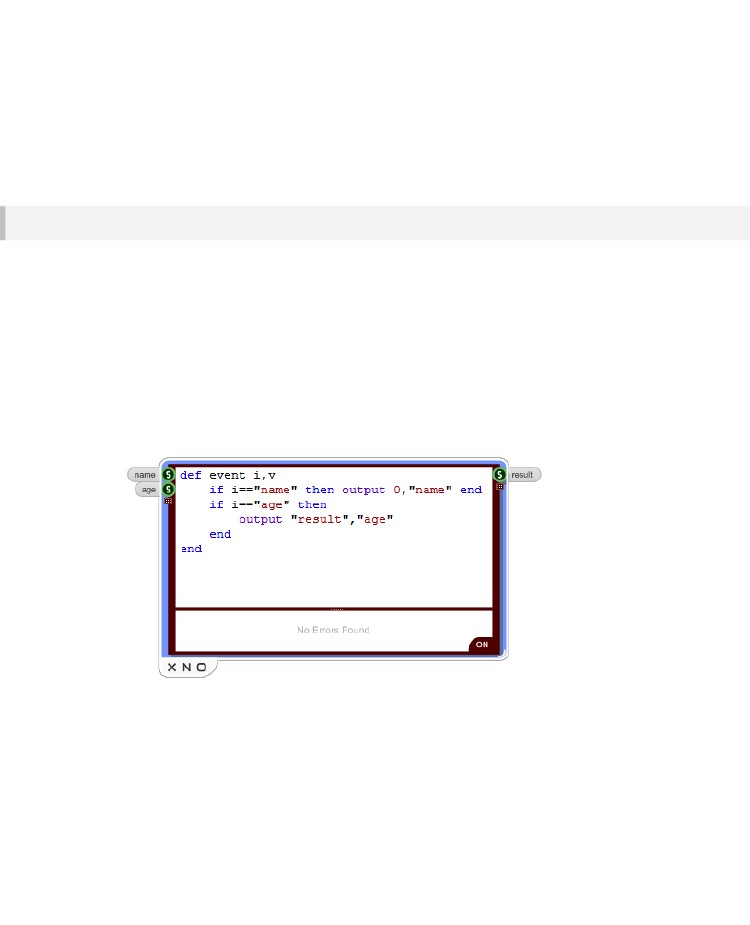 name
age
result
def event i,v
    if i=="name" then output 0,"name" end
    if i=="age" then
        output "result","age"
    end
end
No Errors Found
ON
X N O